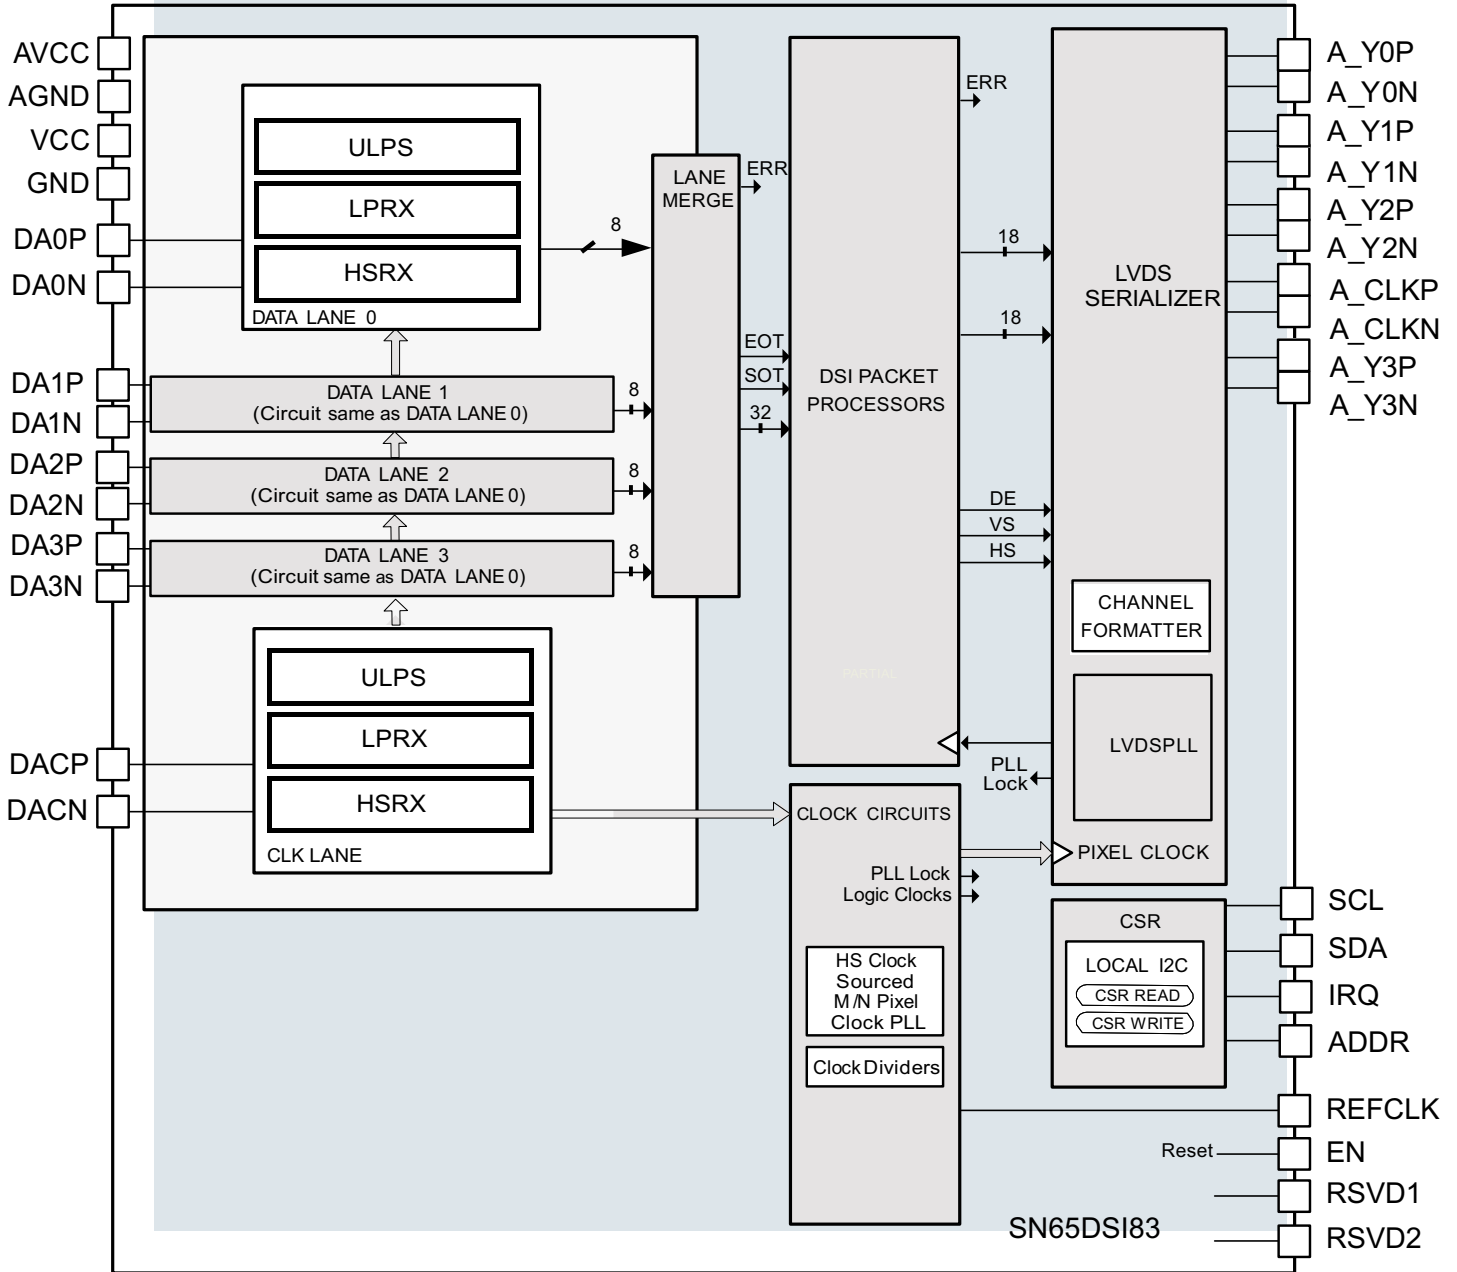 AVCC
AGND
VCC
GND
DA0P
DA0N
DA1P
DA1N
DA2P
DA2N
DA3P
DA3N
DACP
DACN
ULPS
LPRX
HSRX
DATA LANE 0
8
DATA LANE 1
(Circuit same as DATA LANE 0)
8
DATA LANE 2
(Circuit same as DATA LANE 0)
8
DATA LANE 3
(Circuit same as DATA LANE 0)
8
ULPS
LPRX
HSRX
CLK LANE
LANE
MERGE
ERR
EOT
SOT
32
DSI PACKET
PROCESSORS
PARTIAL
ERR
18
18
DE
VS
HS
PLL
Lock
CLOCK CIRCUITS
PLL Lock
Logic Clocks
HS Clock
Sourced
M/N Pixel
Clock PLL
Clock Dividers
LVDS
SERIALIZER
CHANNEL
FORMATTER
LVDSPLL
PIXEL CLOCK
CSR
LOCAL I2C
CSR READ
CSR WRITE
Reset
SN65DSI83
A_Y0P
A_Y0N
A_Y1P
A_Y1N
A_Y2P
A_Y2N
A_CLKP
A_CLKN
A_Y3P
A_Y3N
SCL
SDA
IRQ
ADDR
REFCLK
EN
RSVD1
RSVD2